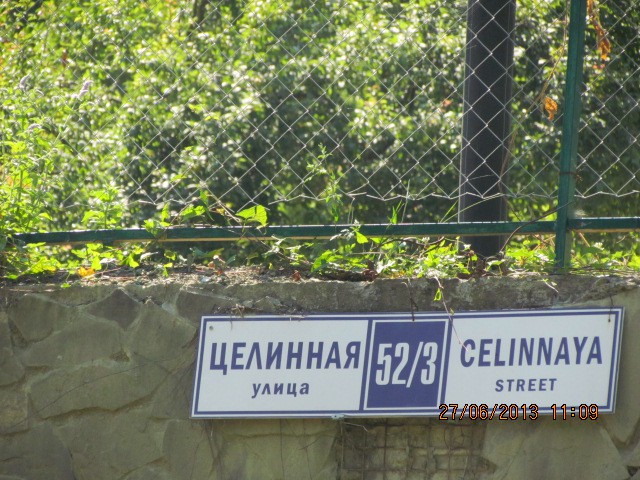 ЦЕЛИННАЯ
улица
52/3
CELINNAYA
STREET
27/06/2013 11:09